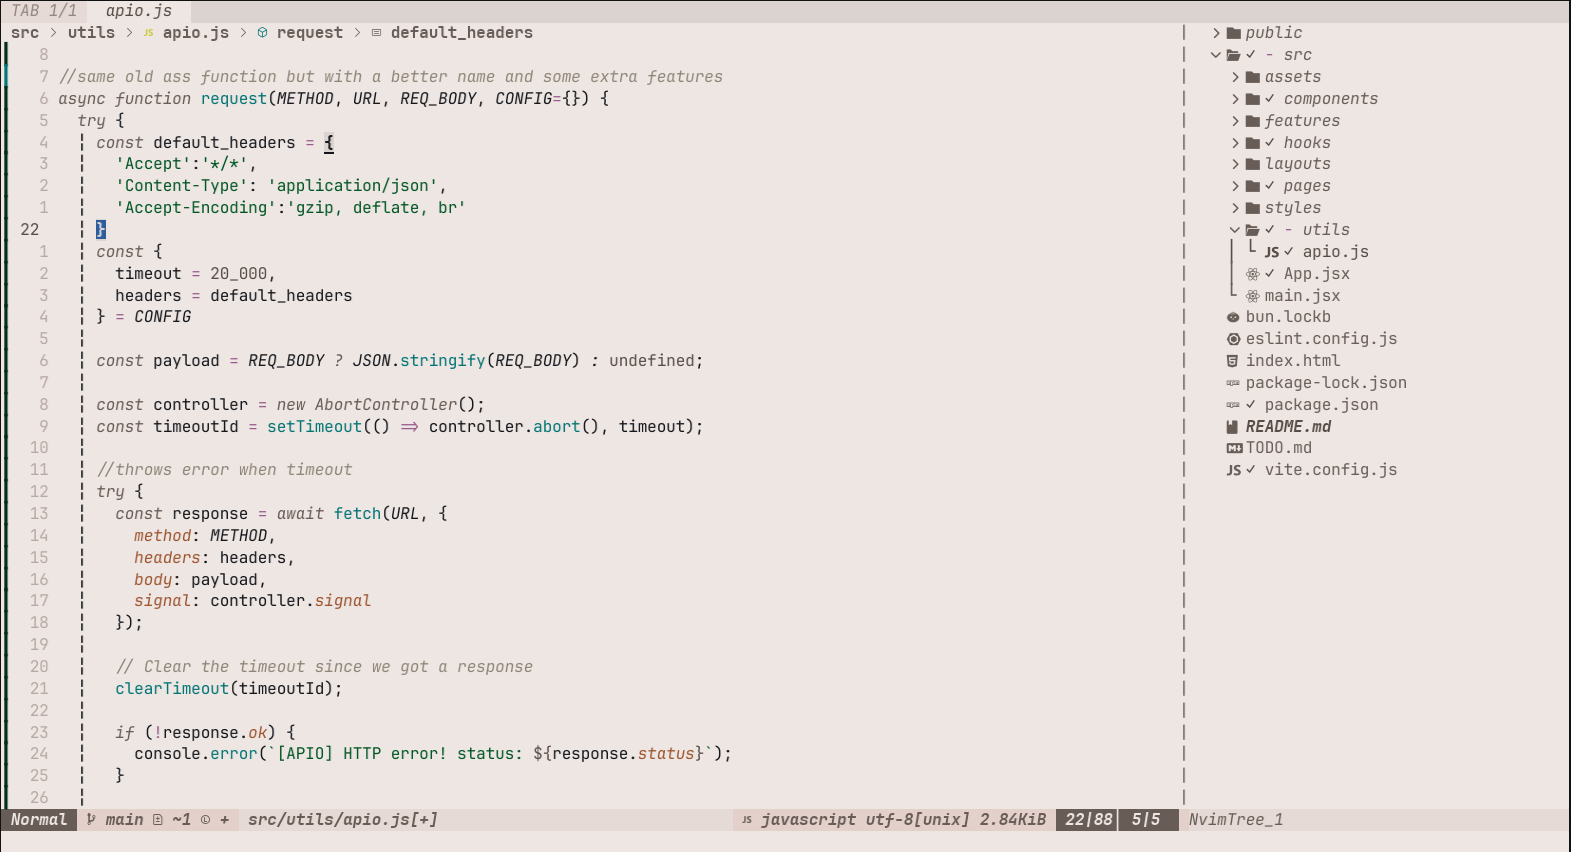 TAB 1/1 apio.js
src > utils > JS apio.js > request > default_headers
8
7 //same old ass function but with a better name and some extra features
6 async function request(METHOD, URL, REQ_BODY, CONFIG={}) {
5 try {
4 const default_headers = {
3 'Accept':'*/*',
2 'Content-Type': 'application/json',
1 'Accept-Encoding':'gzip, deflate, br'
22 }
1 const {
2 timeout = 20_000,
3 headers = default_headers
4 } = CONFIG
5
6 const payload = REQ_BODY ? JSON.stringify(REQ_BODY) : undefined;
7
8 const controller = new AbortController();
9 const timeoutId = setTimeout(() => controller.abort(), timeout);
10
11 //throws error when timeout
12 try {
13 const response = await fetch(URL, {
14 method: METHOD,
15 headers: headers,
16 body: payload,
17 signal: controller.signal
18 });
19
20 // Clear the timeout since we got a response
21 clearTimeout(timeoutId);
22
23 if (!response.ok) {
24 console.error(`[APIO] HTTP error! status: ${response.status}`);
25 }
26
> public
✓ - src
> assets
> ✓ components
> features
> ✓ hooks
> layouts
> ✓ pages
> styles
✓ - utils
JS ✓ apio.js
✓ App.jsx
main.jsx
bun.lockb
eslint.config.js
index.html
package-lock.json
✓ package.json
README.md
TODO.md
JS ✓ vite.config.js
Normal main ~1 + src/utils/apio.js[+] JS javascript utf-8[unix] 2.84KiB 22|88 5|5 NvimTree_1